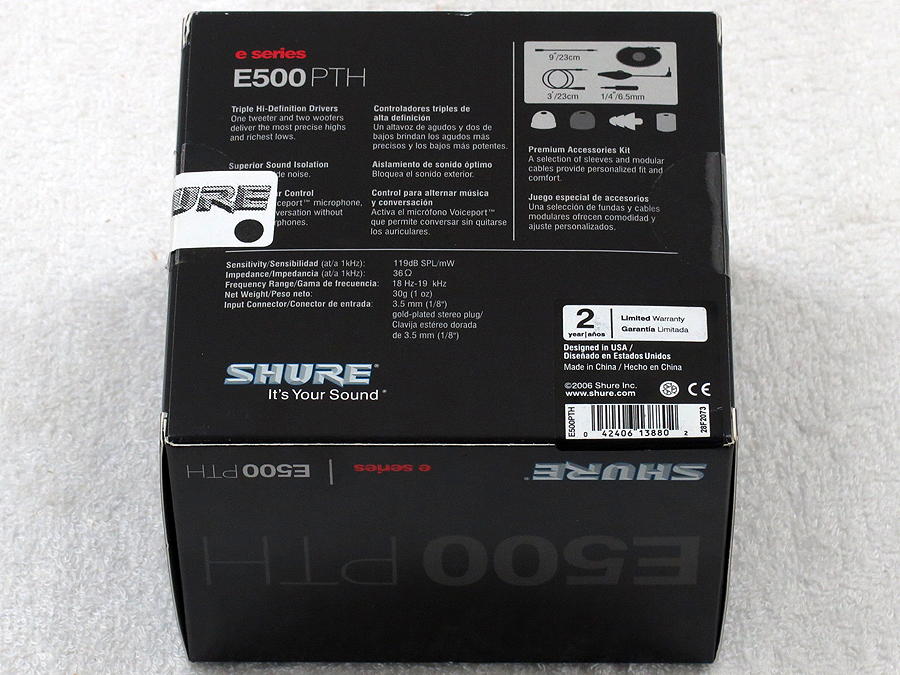 e series
E500 PTH
Triple Hi-Definition Drivers
One tweeter and two woofers
deliver the most precise highs
and richest lows.
Superior Sound Isolation
de noise.
Control
microphone,
versation without
phones.
Controladores triples de
alta definición
Un altavoz de agudos y dos de
bajos brindan los agudos más
precisos y los bajos más potentes.
Aislamiento de sonido óptimo
Bloquea el sonido exterior.
Control para alternar música
y conversación
Activa el micrófono Voiceport™
que permite conversar sin quitarse
los auriculares.
9"/23cm
3'/23cm
1/4"/6.5mm
Premium Accessories Kit
A selection of sleeves and modular
cables provide personalized fit and
comfort.
Juego especial de accesorios
Una selección de fundas y cables
modulares ofrecen comodidad y
ajuste personalizados.
URE
Sensitivity/Sensibilidad (at/a 1kHz): 119dB SPL/mW
Impedance/Impedancia (at/a 1kHz): 36 Ω
Frequency Range/Gama de frecuencia: 18 Hz-19 kHz
Net Weight/Peso neto: 30g (1 oz)
Input Connector/Conector de entrada: 3.5 mm (1/8")
gold-plated stereo plug/
Clavija estéreo dorada
de 3.5 mm (1/8")
SHURE®
It's Your Sound®
2
year/años
Limited Warranty
Garantía Limitada
Designed in USA /
Diseñado en Estados Unidos
Made in China / Hecho en China
©2006 Shure Inc.
www.shure.com
CE
E500PTH
0 42406 13880 2
28F2073
SHURE®
e series
E500 PTH
E500 PTH